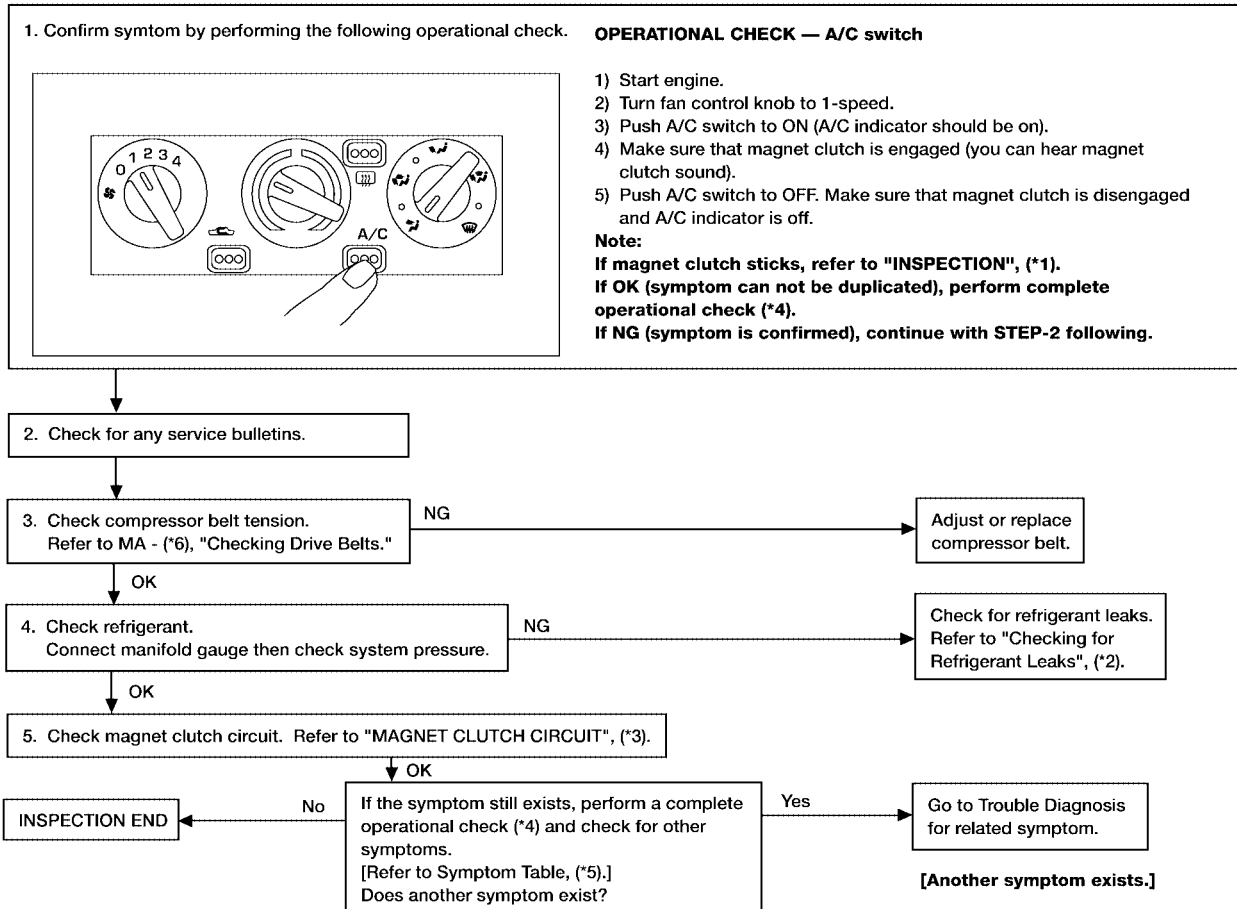 1. Confirm symtom by performing the following operational check.
0 1 2 3 4
A/C
OPERATIONAL CHECK — A/C switch
1) Start engine.
2) Turn fan control knob to 1-speed.
3) Push A/C switch to ON (A/C indicator should be on).
4) Make sure that magnet clutch is engaged (you can hear magnet
clutch sound).
5) Push A/C switch to OFF. Make sure that magnet clutch is disengaged
and A/C indicator is off.
Note:
If magnet clutch sticks, refer to "INSPECTION", (*1).
If OK (symptom can not be duplicated), perform complete
operational check (*4).
If NG (symptom is confirmed), continue with STEP-2 following.
2. Check for any service bulletins.
3. Check compressor belt tension.
Refer to MA - (*6), "Checking Drive Belts."
NG
Adjust or replace
compressor belt.
OK
4. Check refrigerant.
Connect manifold gauge then check system pressure.
NG
Check for refrigerant leaks.
Refer to "Checking for
Refrigerant Leaks", (*2).
OK
5. Check magnet clutch circuit. Refer to "MAGNET CLUTCH CIRCUIT", (*3).
OK
INSPECTION END
No
If the symptom still exists, perform a complete
operational check (*4) and check for other
symptoms.
[Refer to Symptom Table, (*5).]
Does another symptom exist?
Yes
Go to Trouble Diagnosis
for related symptom.
[Another symptom exists.]